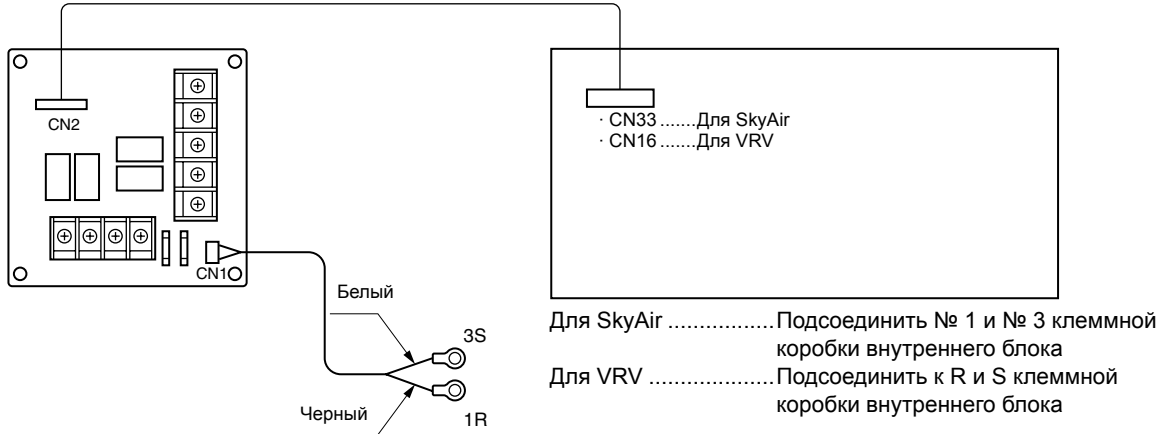 CN2
· CN33 .......Для SkyAir
· CN16 .......Для VRV
CN1
Белый
3S
Черный
1R
Для SkyAir .................Подсоединить № 1 и № 3 клеммной
коробки внутреннего блока
Для VRV ....................Подсоединить к R и S клеммной
коробки внутреннего блока